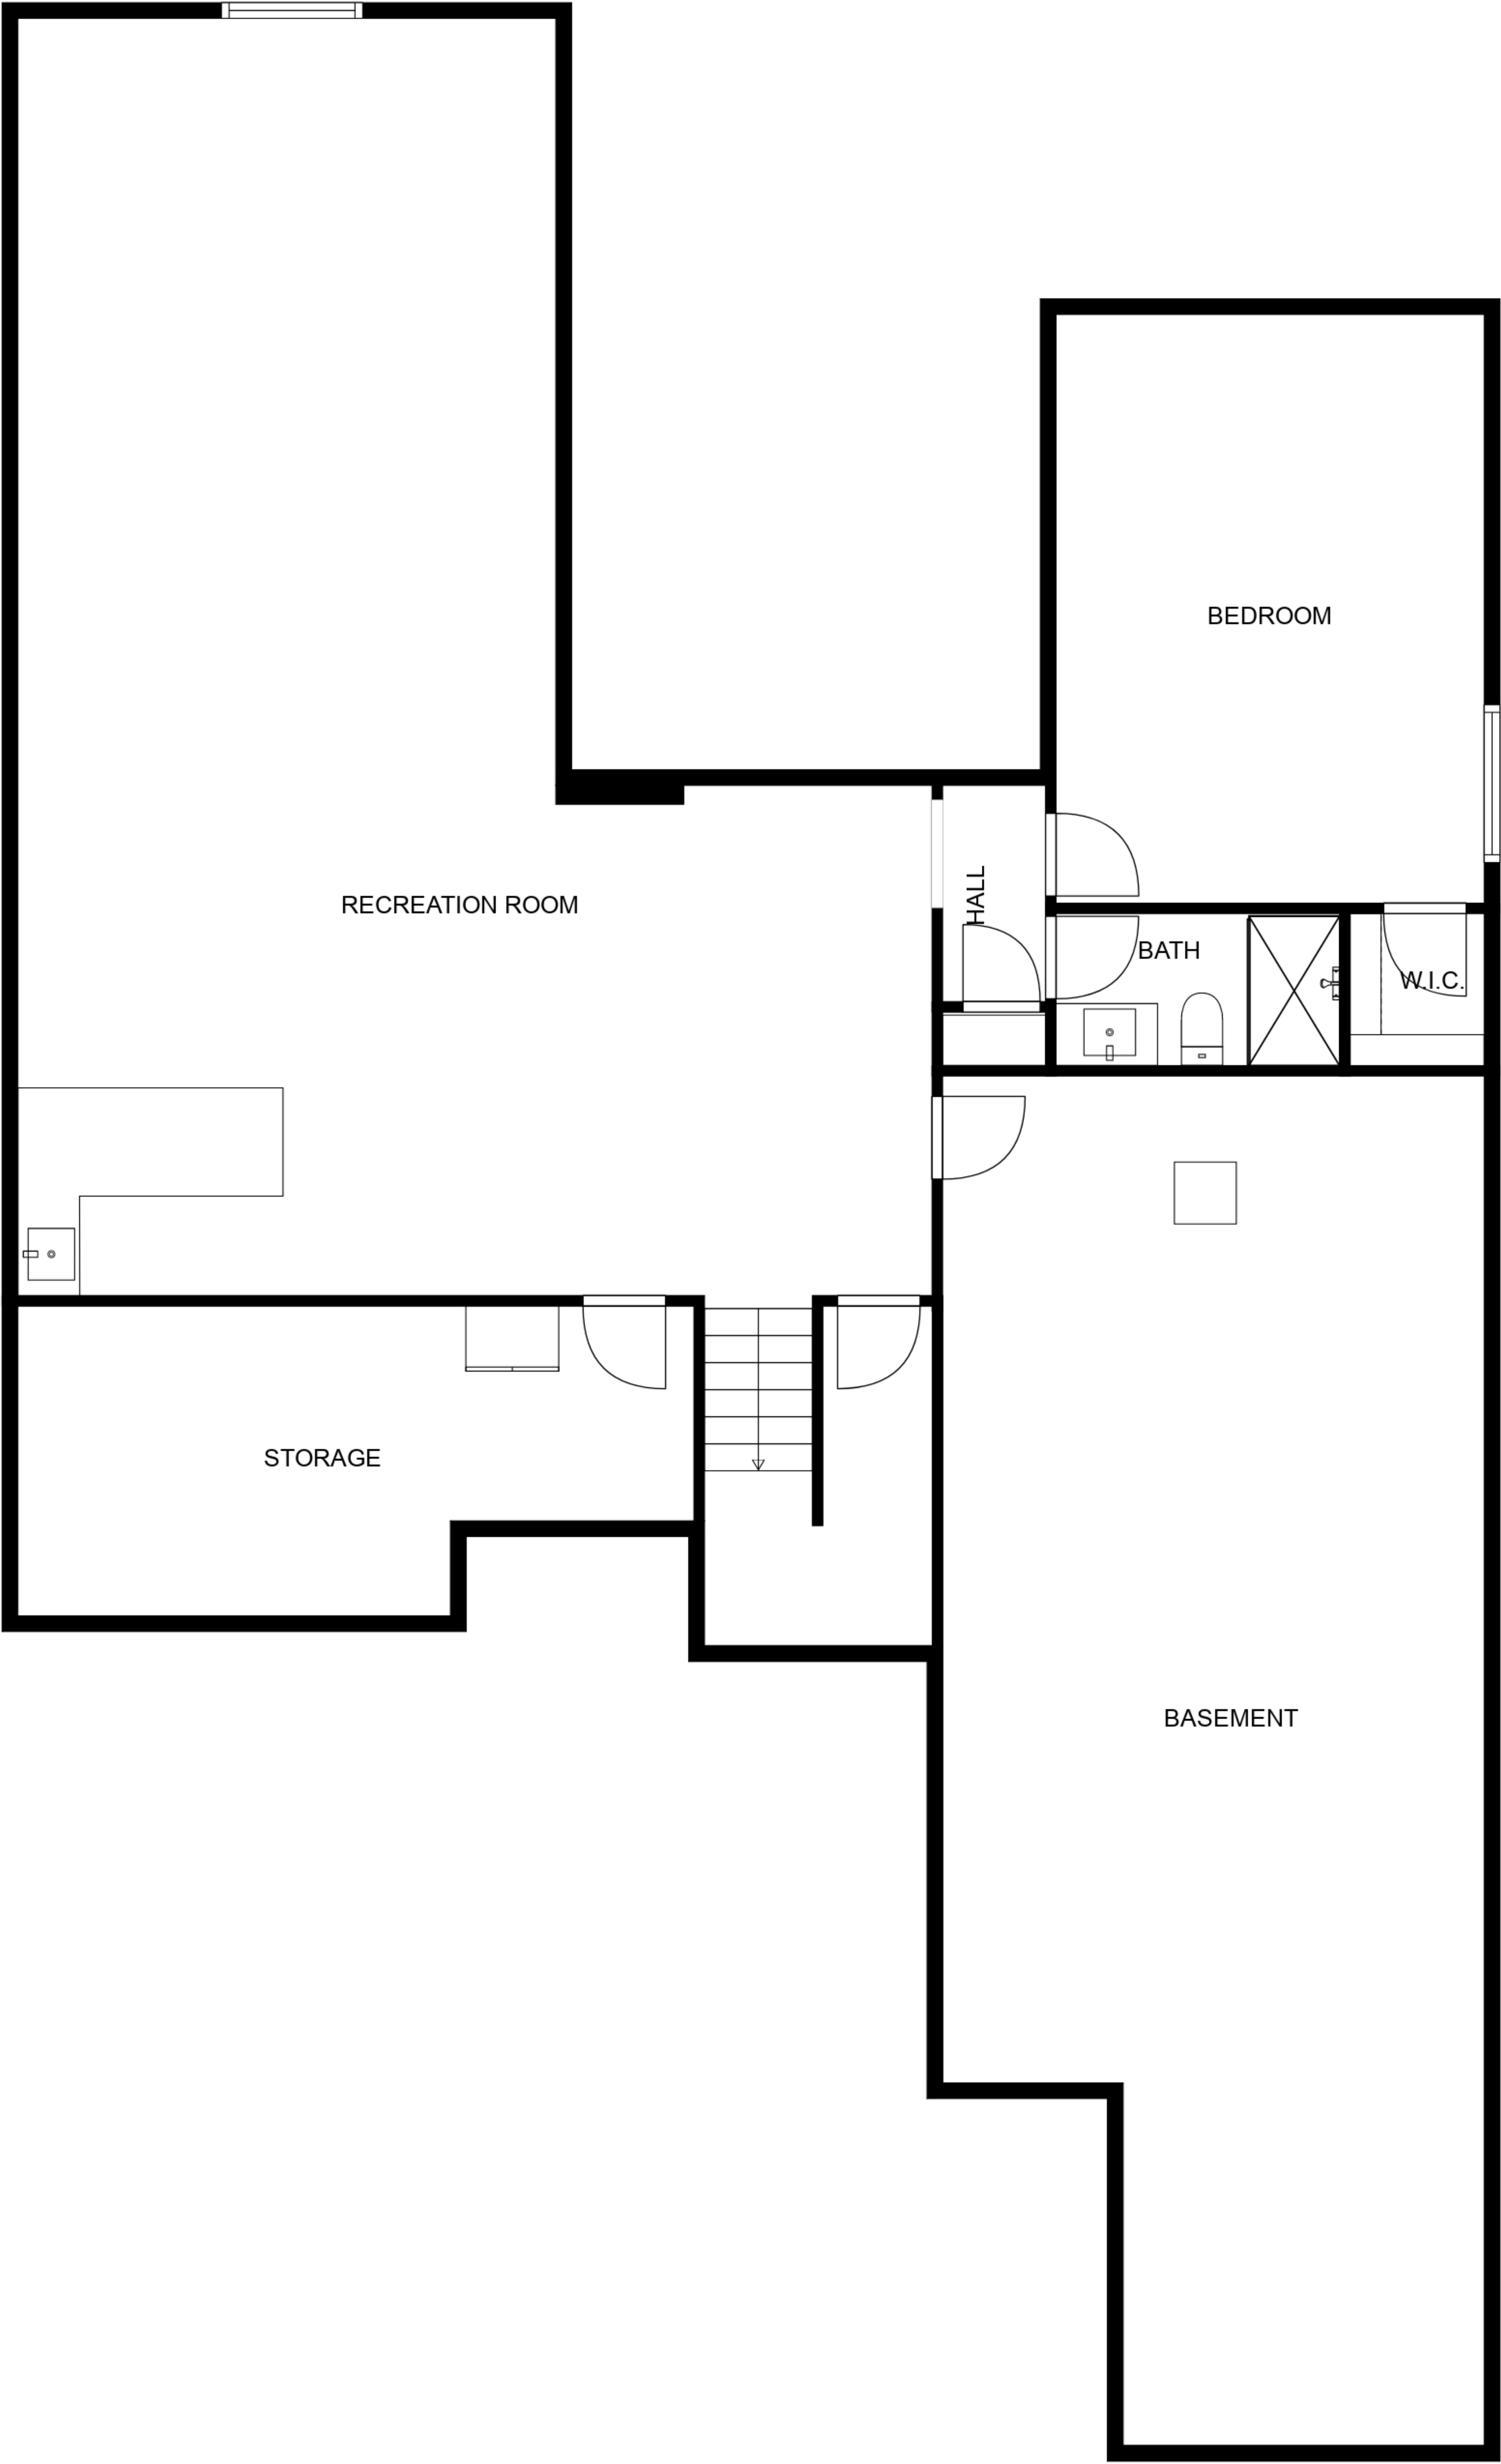 BEDROOM
RECREATION ROOM
HALL
BATH
W.I.C.
STORAGE
BASEMENT